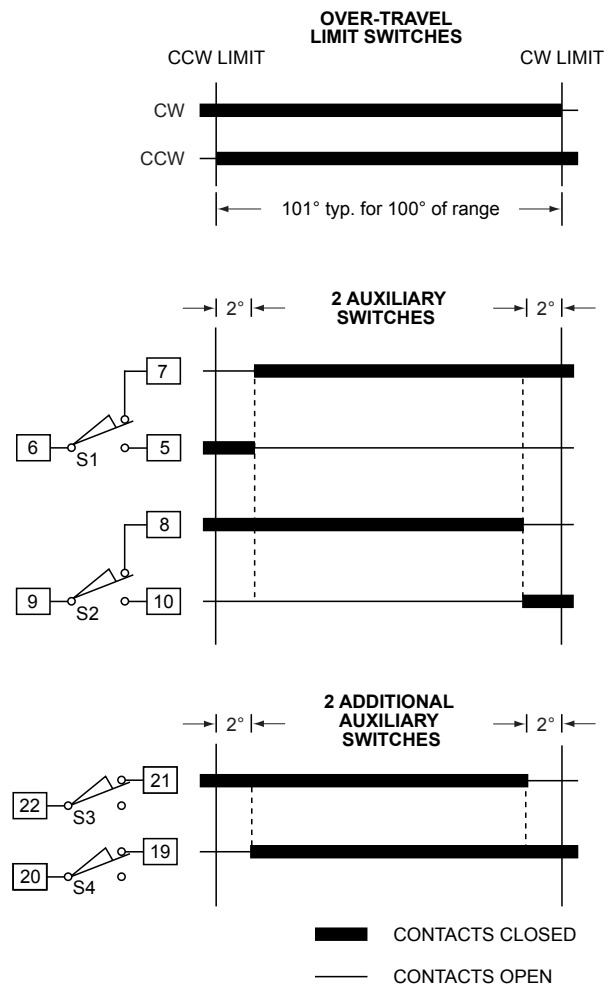 OVER-TRAVEL
LIMIT SWITCHES
CCW LIMIT
CW LIMIT
CW
CCW
101° typ. for 100° of range
2°
2 AUXILIARY
SWITCHES
2°
7
6
S1
5
8
9
S2
10
2°
2 ADDITIONAL
AUXILIARY
SWITCHES
2°
21
22
S3
19
20
S4
CONTACTS CLOSED
CONTACTS OPEN